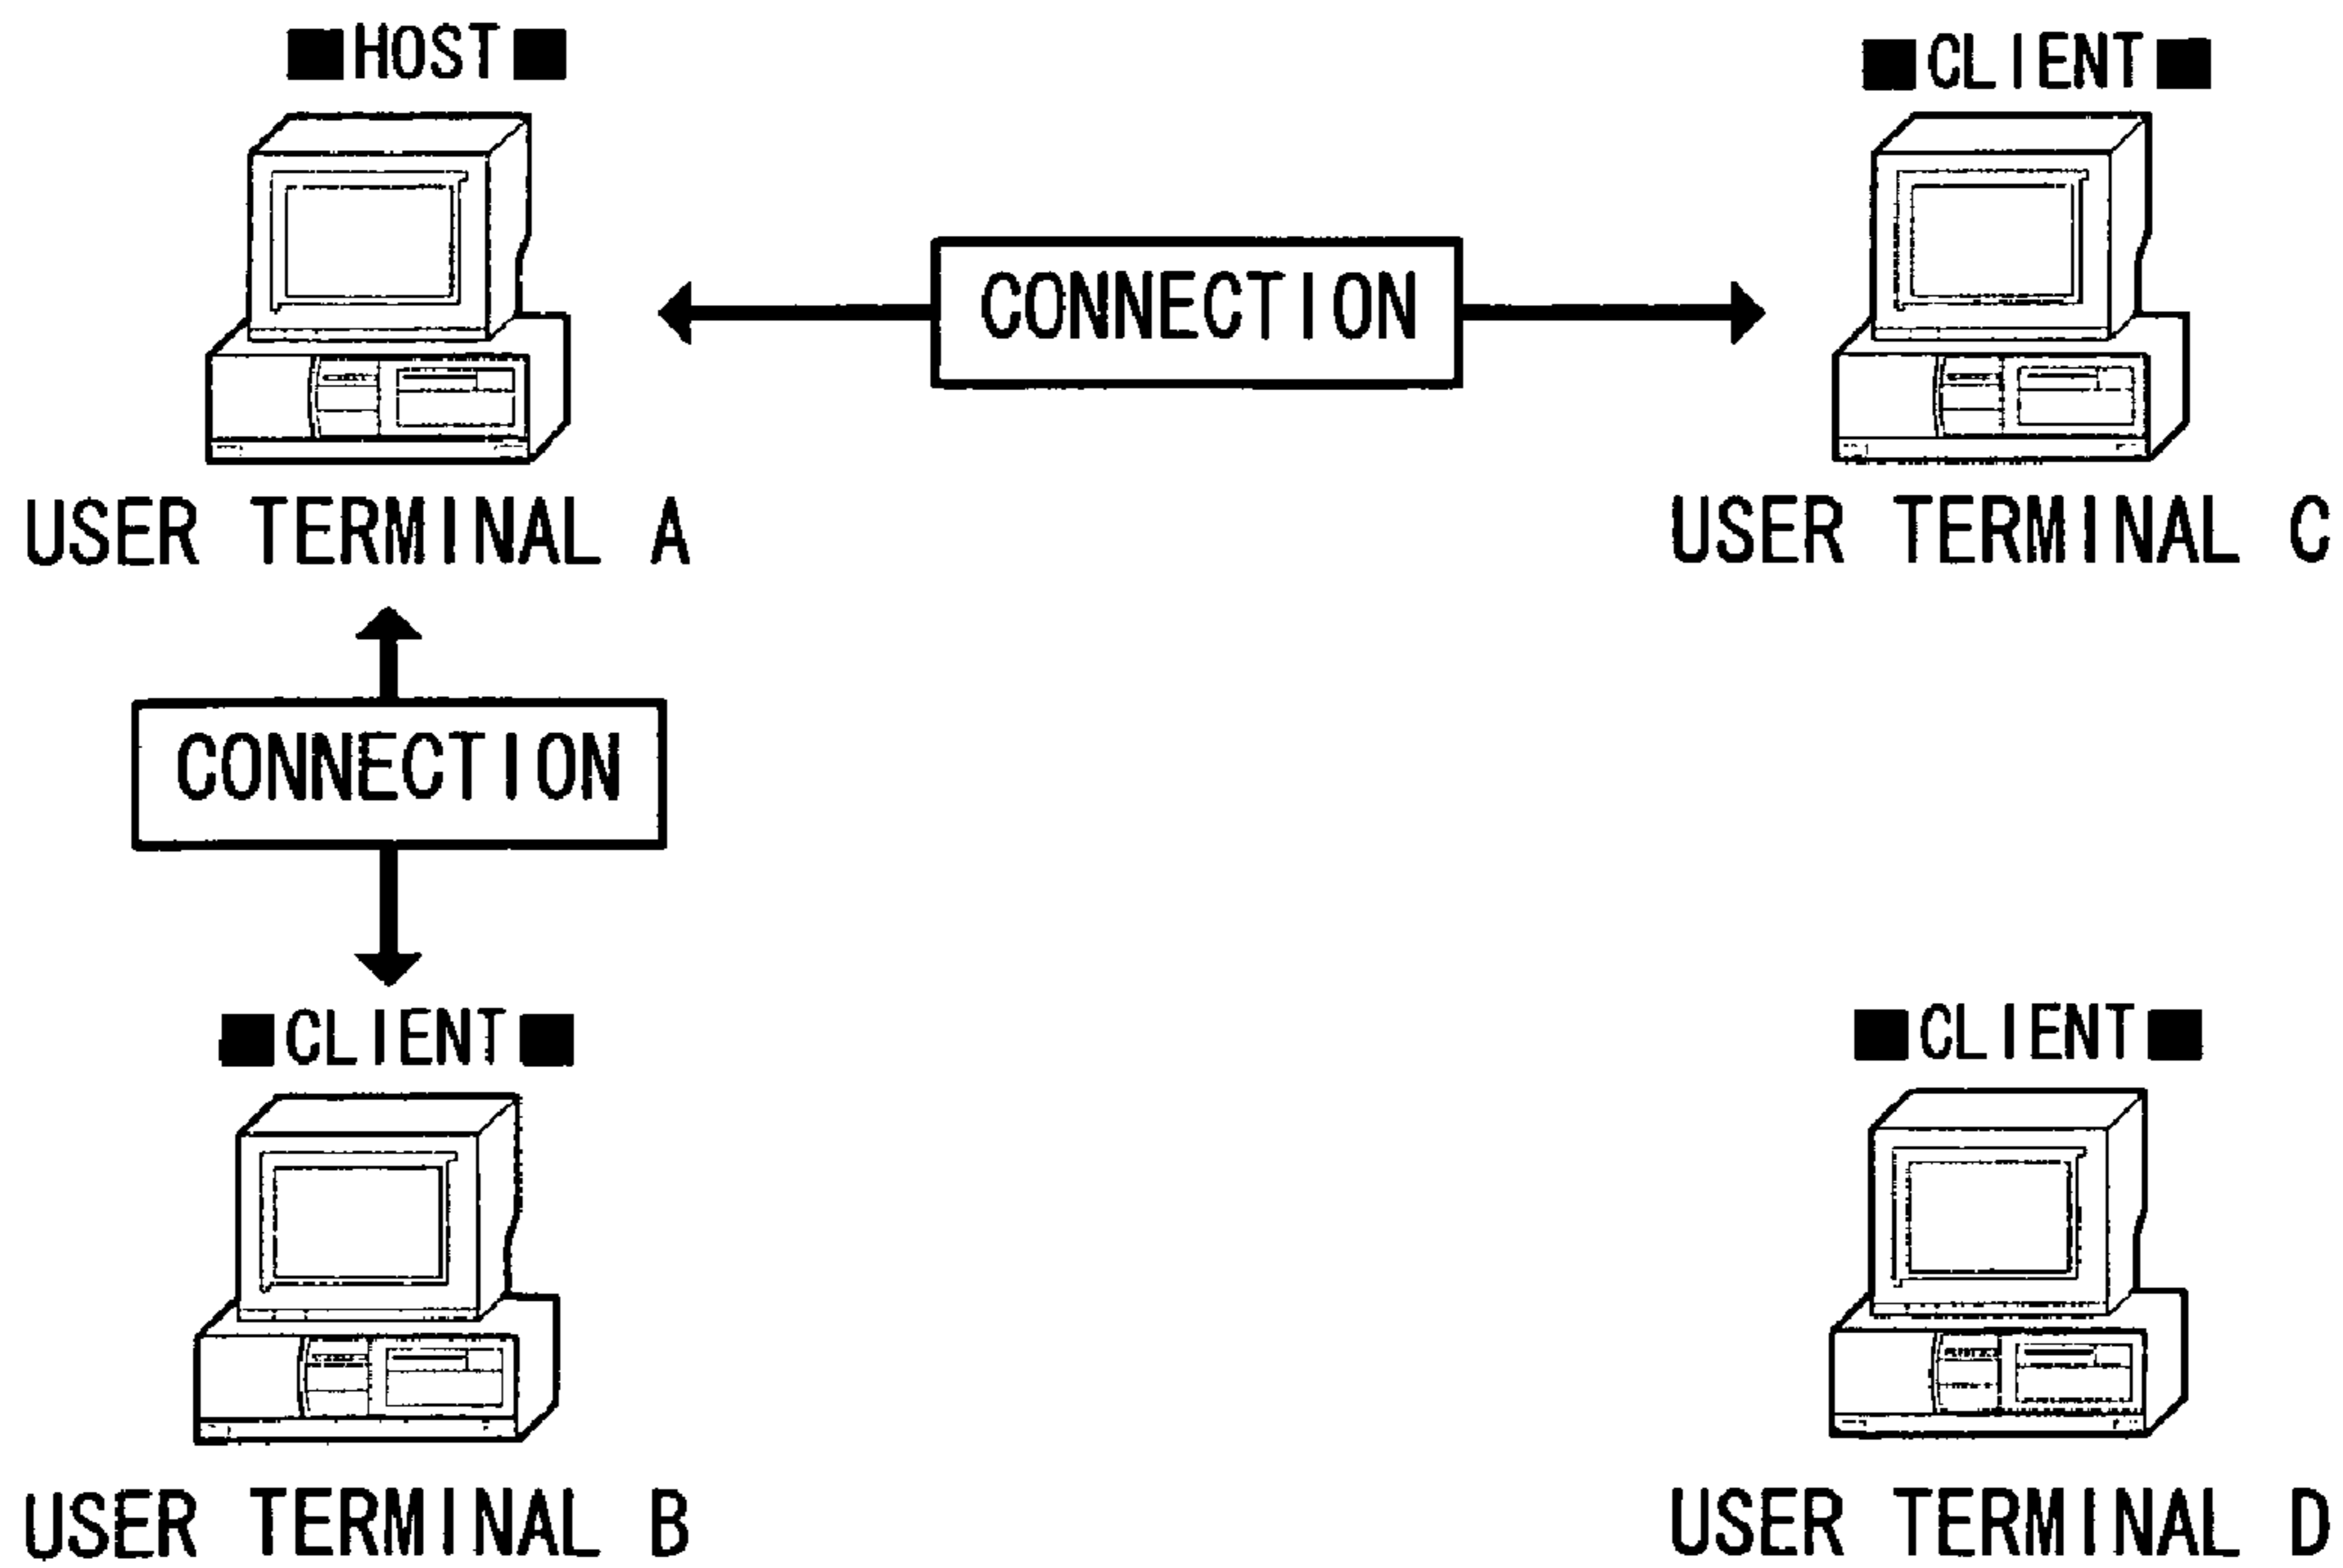 ■HOST■
■CLIENT■
CONNECTION
USER TERMINAL A
USER TERMINAL C
CONNECTION
■CLIENT■
■CLIENT■
USER TERMINAL B
USER TERMINAL D